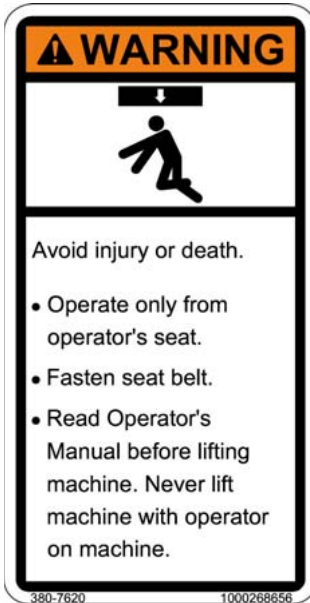 WARNING
Avoid injury or death.
• Operate only from
operator's seat.
• Fasten seat belt.
• Read Operator's
Manual before lifting
machine. Never lift
machine with operator
on machine.
380-7620 1000268656